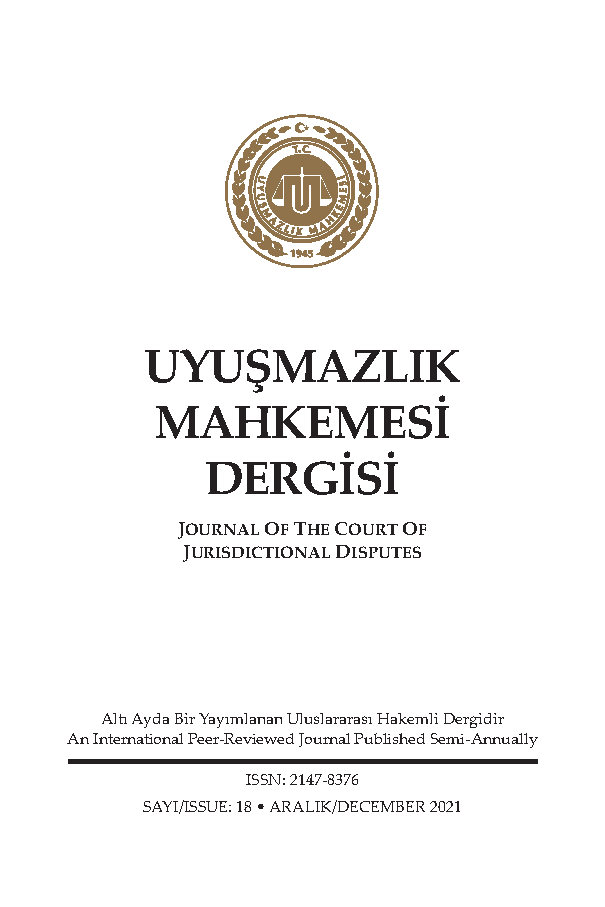 T.C.
UYUŞMAZLIK MAHKEMESİ
1945
UYUŞMAZLIK
MAHKEMESİ
DERGİSİ
JOURNAL OF THE COURT OF
JURISDICTIONAL DISPUTES
Altı Ayda Bir Yayımlanan Uluslararası Hakemli Dergidir
An International Peer-Reviewed Journal Published Semi-Annually
ISSN: 2147-8376
SAYI/ISSUE: 18 • ARALIK/DECEMBER 2021